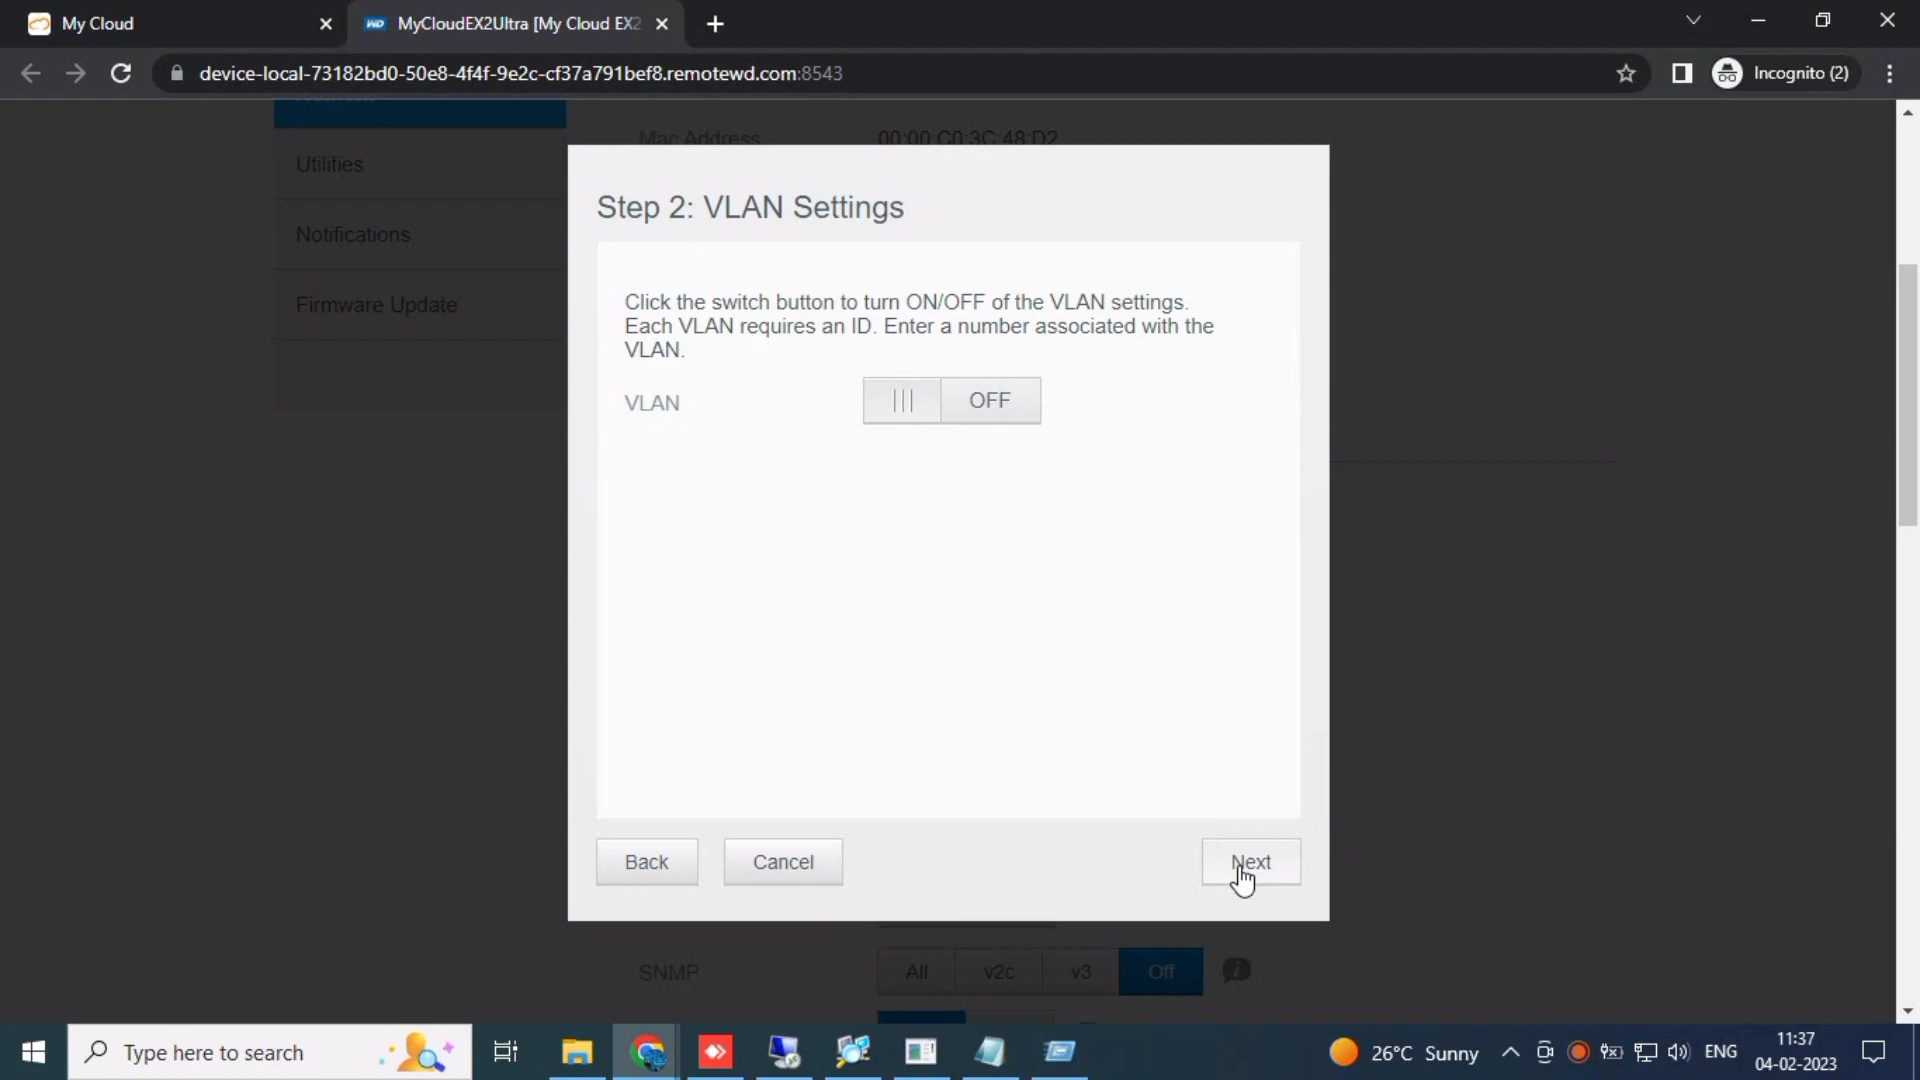 My Cloud
MyCloudEX2Ultra [My Cloud EX2
device-local-73182bd0-50e8-4f4f-9e2c-cf37a791bef8.remotewd.com:8543
Incognito (2)
Mac Address 00:00:C0:3C:48:D2
Utilities
Notifications
Firmware Update
Step 2: VLAN Settings
Click the switch button to turn ON/OFF of the VLAN settings.
Each VLAN requires an ID. Enter a number associated with the
VLAN.
VLAN OFF
Back Cancel Next
SNMP All v2c v3 Off
Type here to search
26°C Sunny
ENG
11:37
04-02-2023